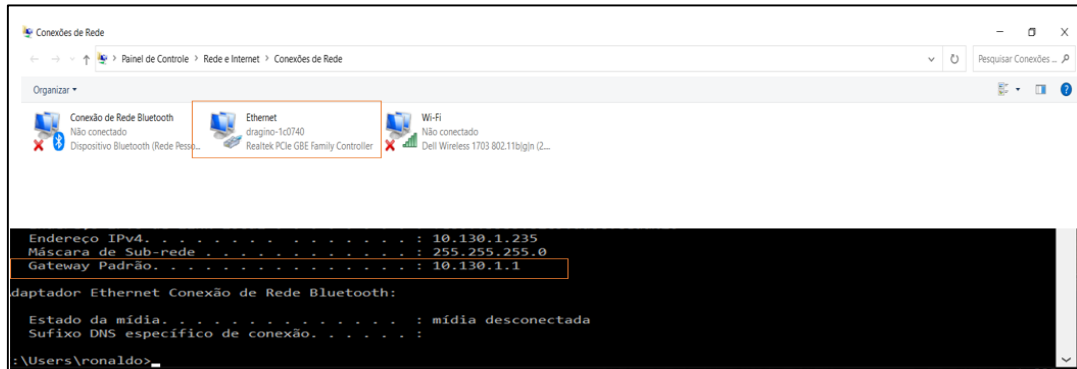 Conexões de Rede
Painel de Controle > Rede e Internet > Conexões de Rede
Pesquisar Conexões ...
Organizar
Conexão de Rede Bluetooth
Não conectado
Dispositivo Bluetooth (Rede Pesso...
Ethernet
dragino-1c0740
Realtek PCIe GBE Family Controller
Wi-Fi
Não conectado
Dell Wireless 1703 802.11b|g|n (2....
Endereço IPv4. . . . . . . . . . . . . . . : 10.130.1.235
Máscara de Sub-rede . . . . . . . . . . . . : 255.255.255.0
Gateway Padrão. . . . . . . . . . . . . . . : 10.130.1.1
daptador Ethernet Conexão de Rede Bluetooth:
Estado da mídia. . . . . . . . . . . . . . : mídia desconectada
Sufixo DNS específico de conexão. . . . . . :
:\Users\ronaldo>